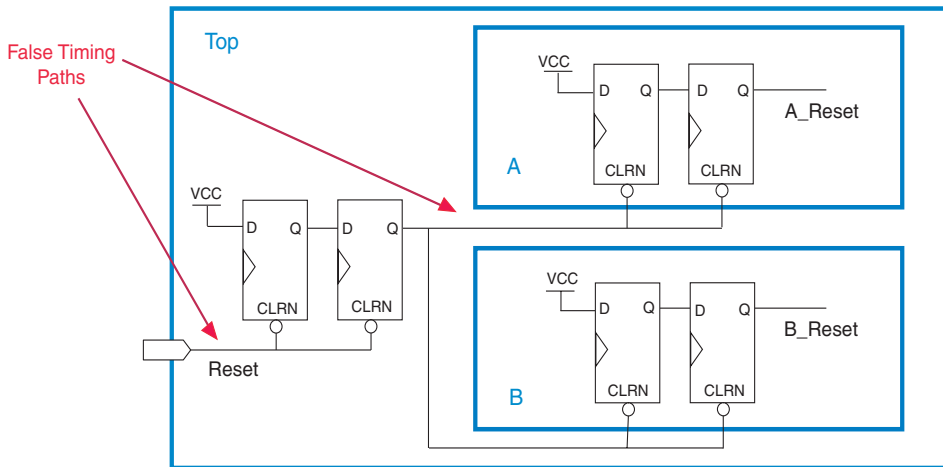 Top
False Timing
Paths
VCC
D Q D Q
A_Reset
CLRN CLRN
A
VCC
D Q D Q
CLRN CLRN
Reset
VCC
D Q D Q
B_Reset
CLRN CLRN
B